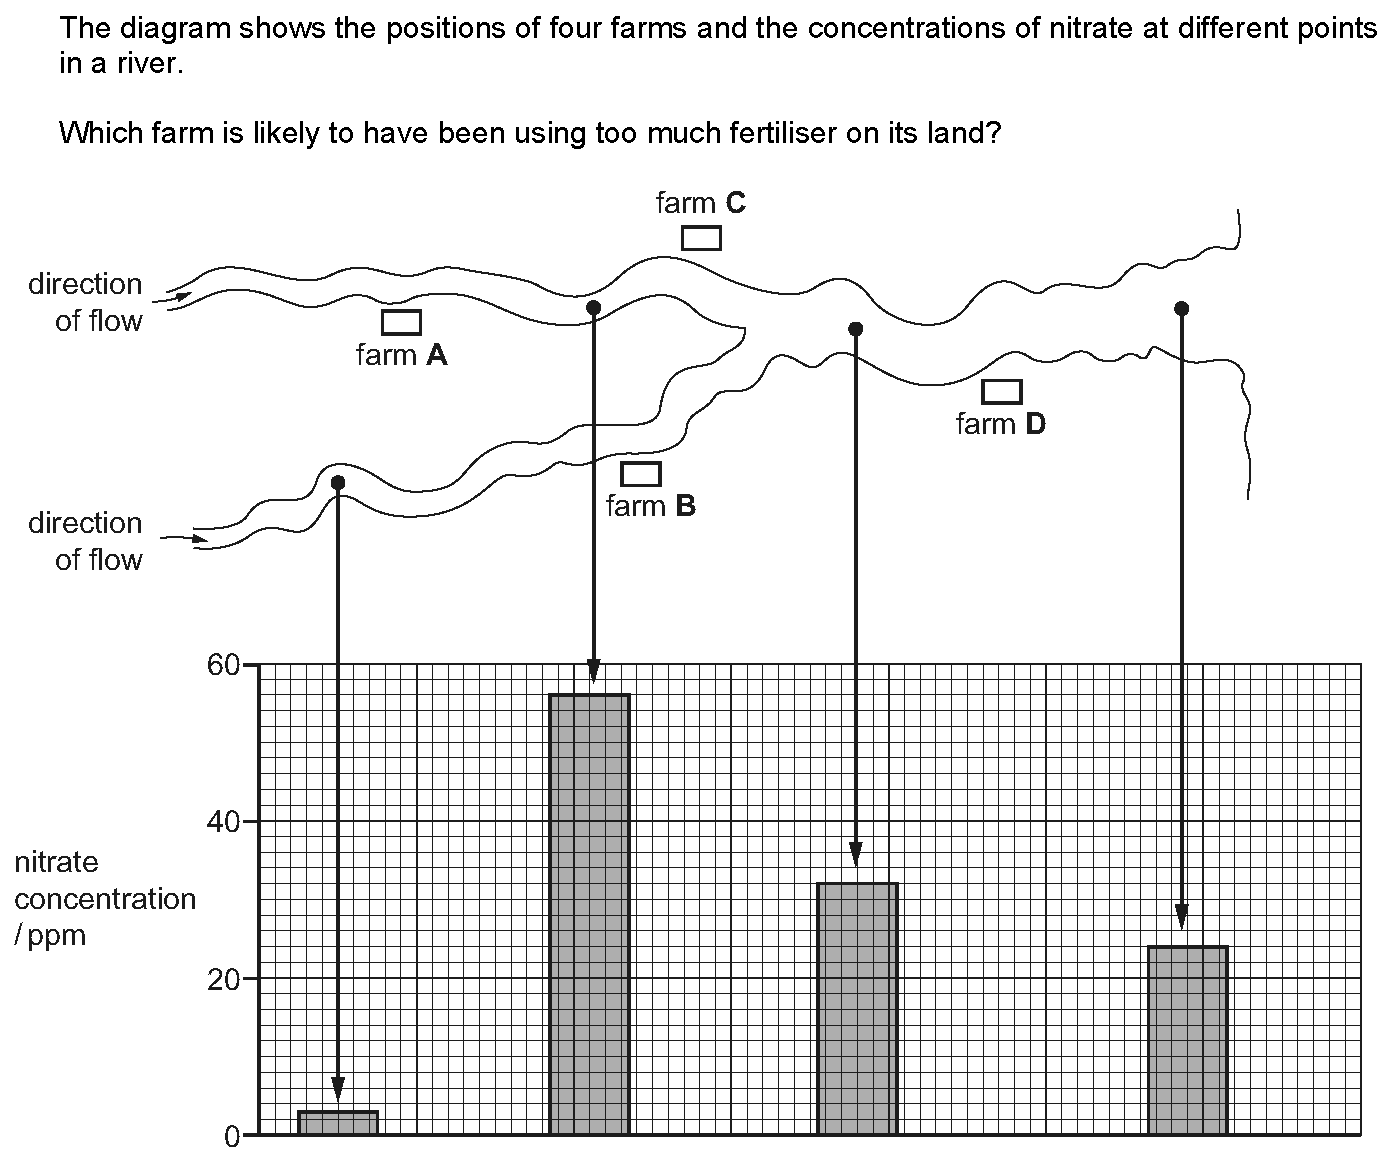 The diagram shows the positions of four farms and the concentrations of nitrate at different points
in a river.
Which farm is likely to have been using too much fertiliser on its land?
farm C
direction
of flow
farm A
farm D
farm B
direction
of flow
60
40
nitrate
concentration
/ ppm
20
0